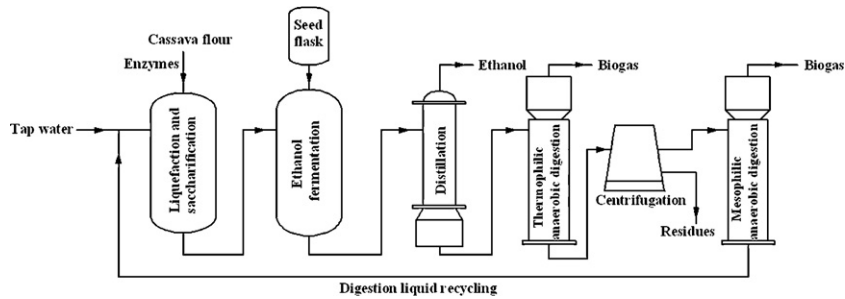 Seed
flask
Cassava flour
Enzymes
Ethanol
Biogas
Biogas
Tap water
Liquefaction and
saccharification
Ethanol
fermentation
Distillation
Thermophilic
anaerobic digestion
Centrifugation
Residues
Mesophilic
anaerobic digestion
Digestion liquid recycling